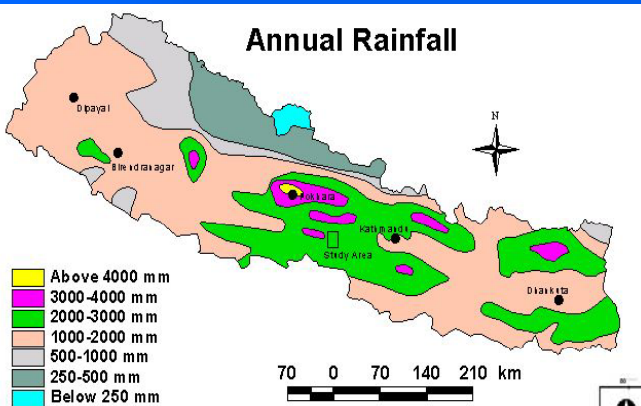 Annual Rainfall
N
Dipayal
Birendranagar
Pokhara
Kathmandu
Study Area
Dhankuta
Above 4000 mm
3000-4000 mm
2000-3000 mm
1000-2000 mm
500-1000 mm
250-500 mm
Below 250 mm
70 0 70 140 210 km